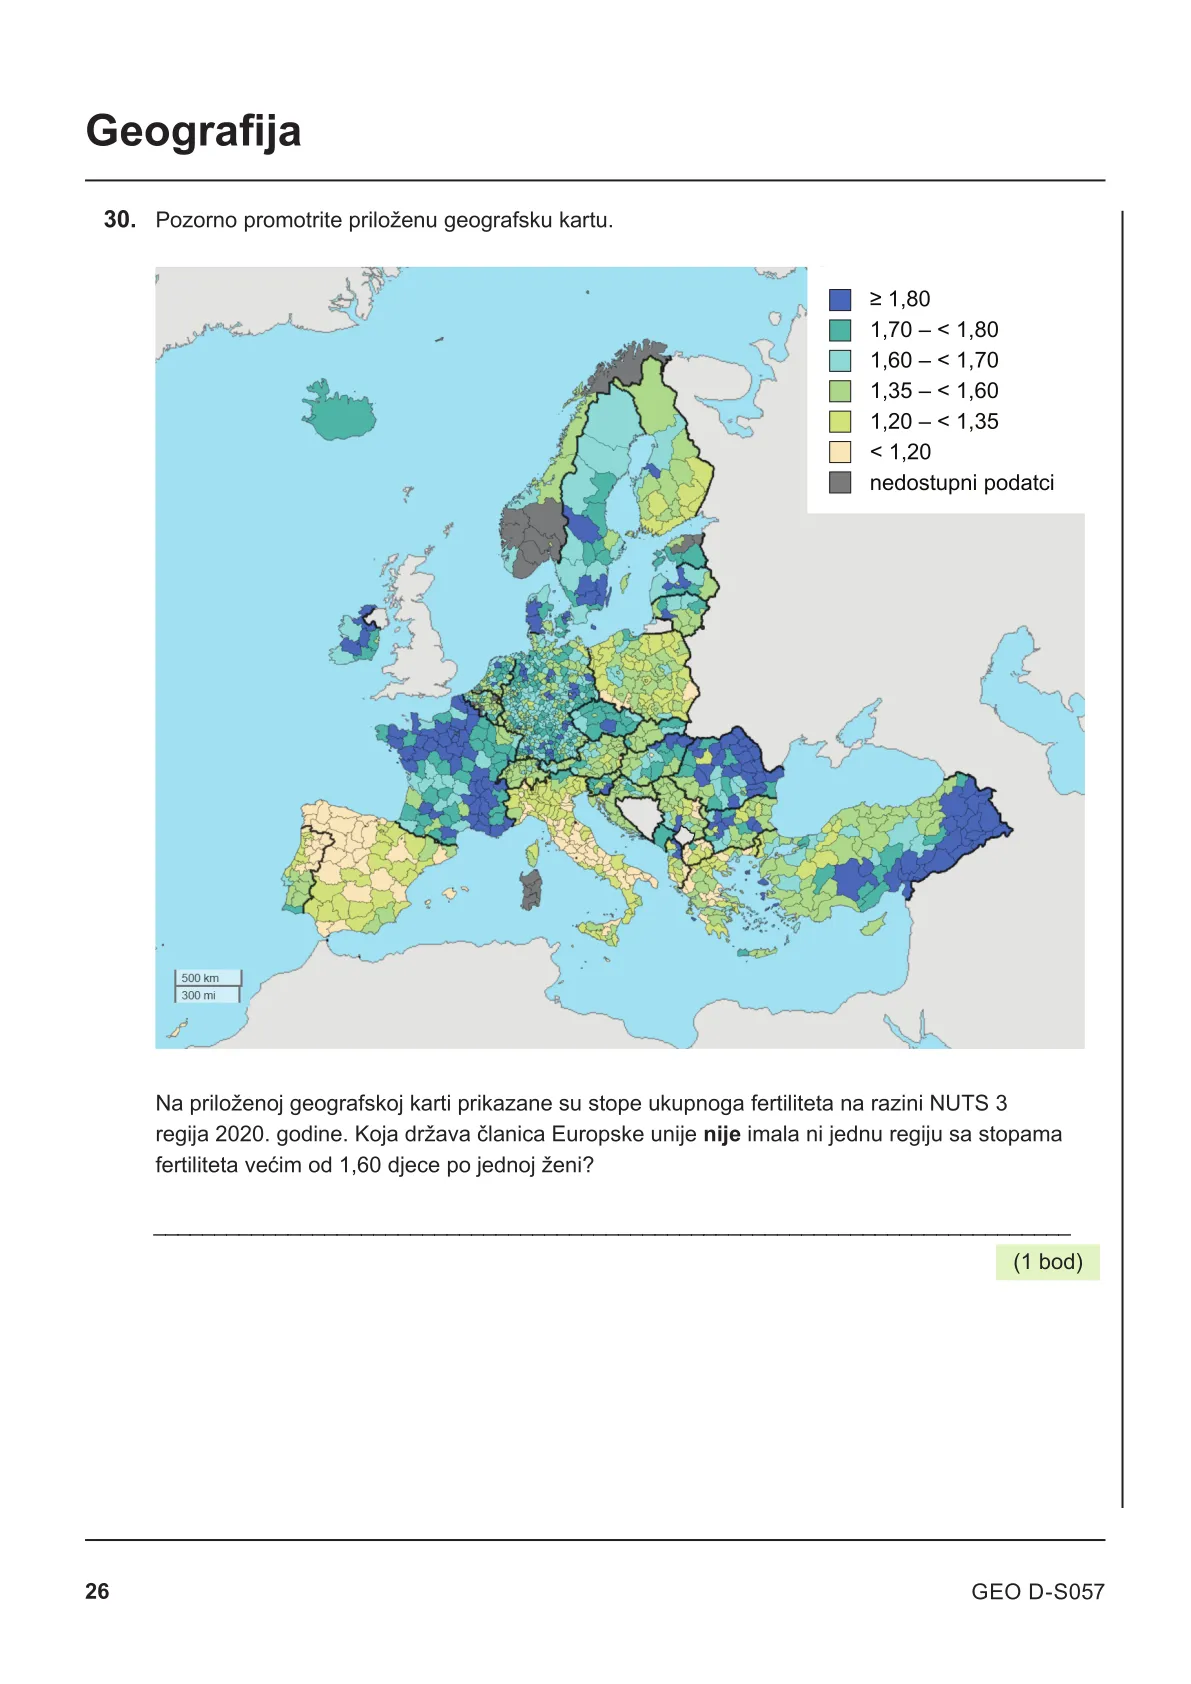 Geografija
30. Pozorno promotrite priloženu geografsku kartu.
≥ 1,80
1,70 – < 1,80
1,60 – < 1,70
1,35 – < 1,60
1,20 – < 1,35
< 1,20
nedostupni podatci
500 km
300 mi
Na priloženoj geografskoj karti prikazane su stope ukupnoga fertiliteta na razini NUTS 3
regija 2020. godine. Koja država članica Europske unije nije imala ni jednu regiju sa stopama
fertiliteta većim od 1,60 djece po jednoj ženi?
(1 bod)
26
GEO D-S057